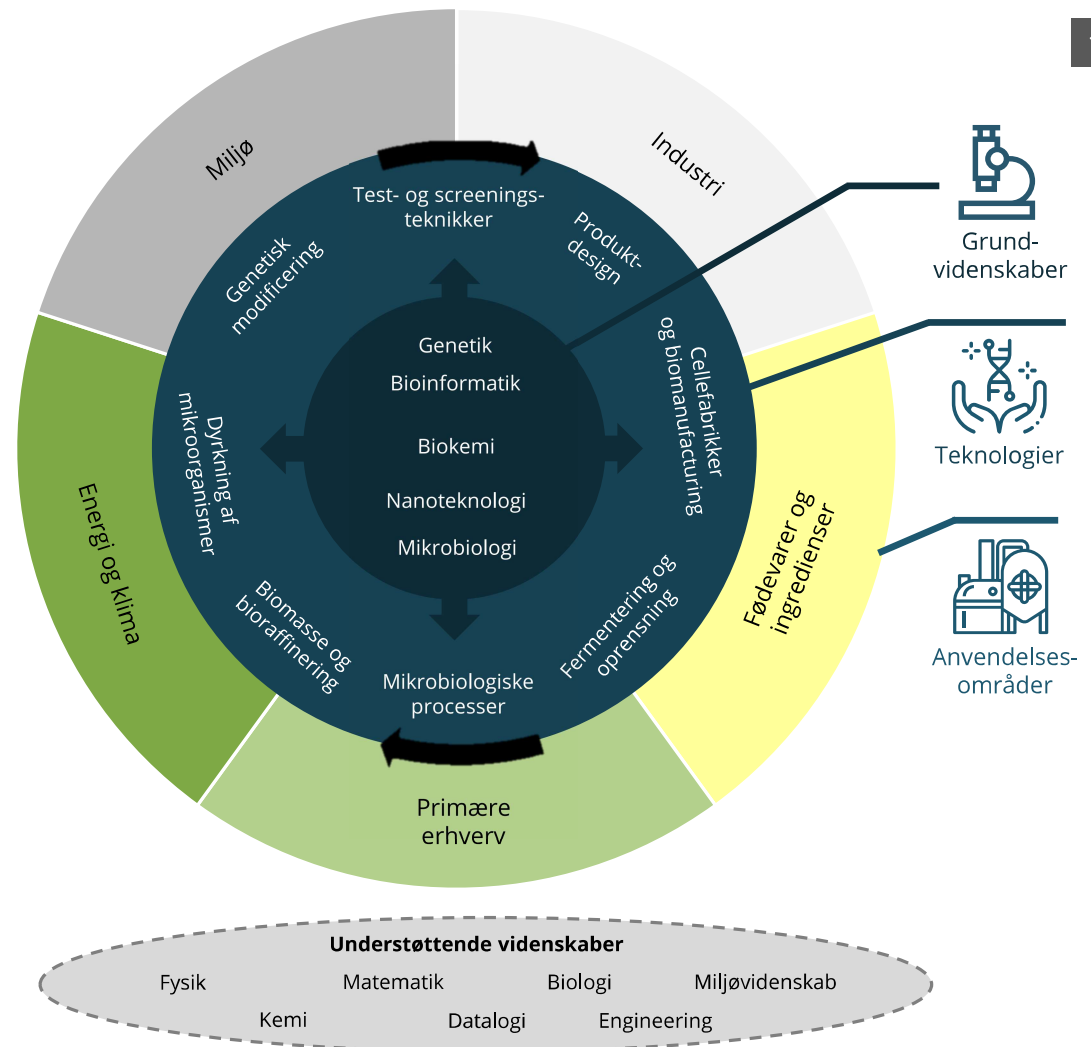 Miljø
Industri
Test- og screenings-
teknikker
Produkt-
design
Genetisk
modificering
Grund-
videnskaber
Genetik
Bioinformatik
Biokemi
Nanoteknologi
Mikrobiologi
Cellefabrikker
og biomanufacturing
Dyrkning af
mikroorganismer
Teknologier
Energi og klima
Fødevarer og
ingredienser
Biomasse og
bioraffinering
Mikrobiologiske
processer
Fermentering og
oprensning
Anvendelses-
områder
Primære
erhverv
Understøttende videnskaber
Fysik Matematik Biologi Miljøvidenskab
Kemi Datalogi Engineering